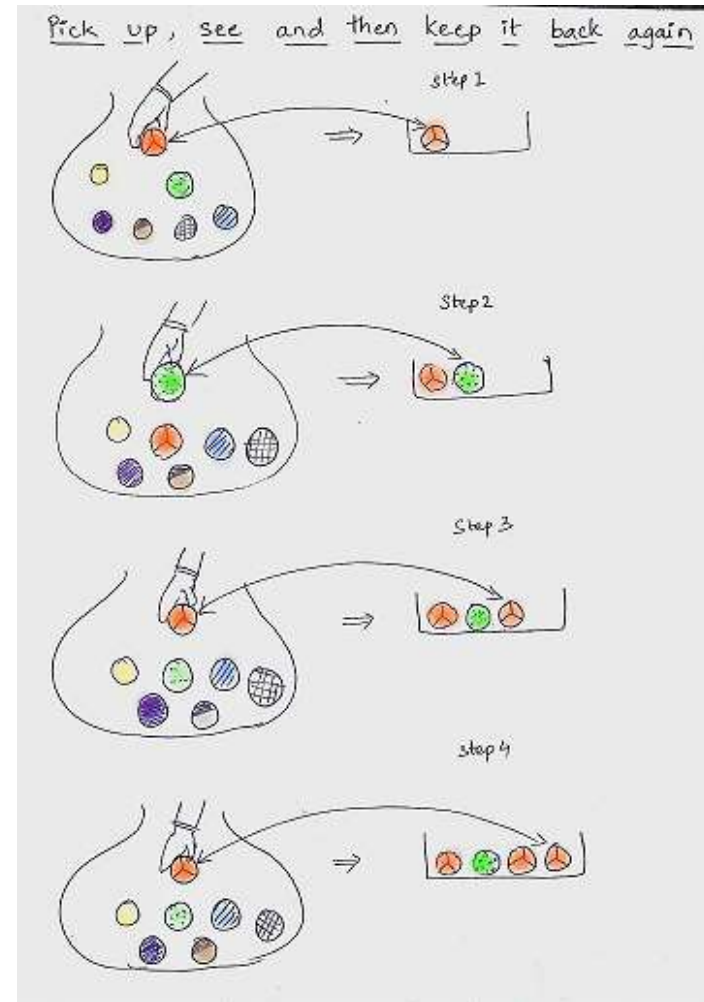 Pick up, see and then keep it back again
step 1
Step 2
Step 3
step 4